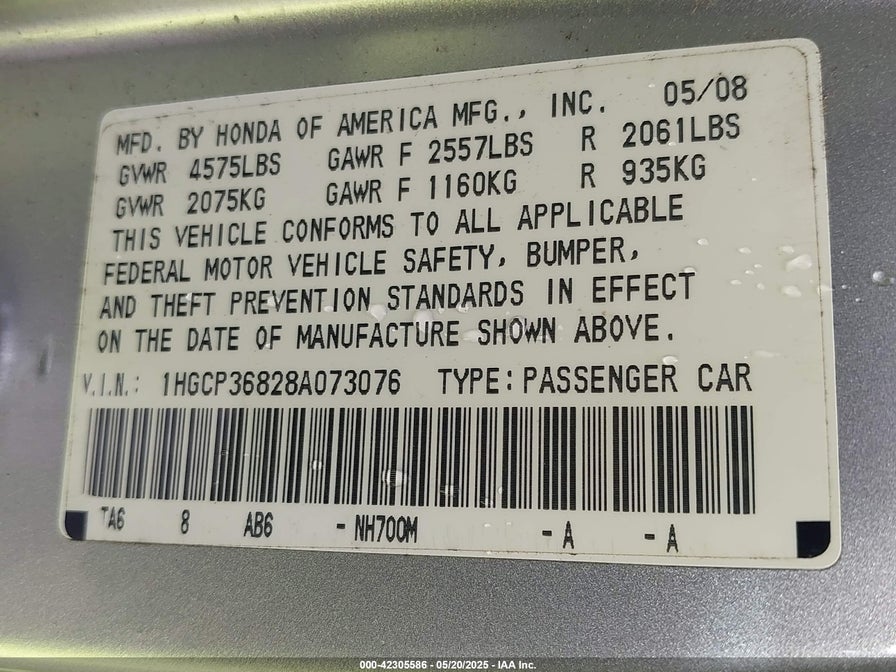 MFD. BY HONDA OF AMERICA MFG., INC. 05/08
GVWR 4575LBS GAWR F 2557LBS R 2061LBS
GVWR 2075KG GAWR F 1160KG R 935KG
THIS VEHICLE CONFORMS TO ALL APPLICABLE
FEDERAL MOTOR VEHICLE SAFETY, BUMPER,
AND THEFT PREVENTION STANDARDS IN EFFECT
ON THE DATE OF MANUFACTURE SHOWN ABOVE.
V.I.N.: 1HGCP36828A073076 TYPE: PASSENGER CAR
TA6 8 AB6 - NH700M - A - A
000-42305586 - 05/20/2025 - IAA Inc.